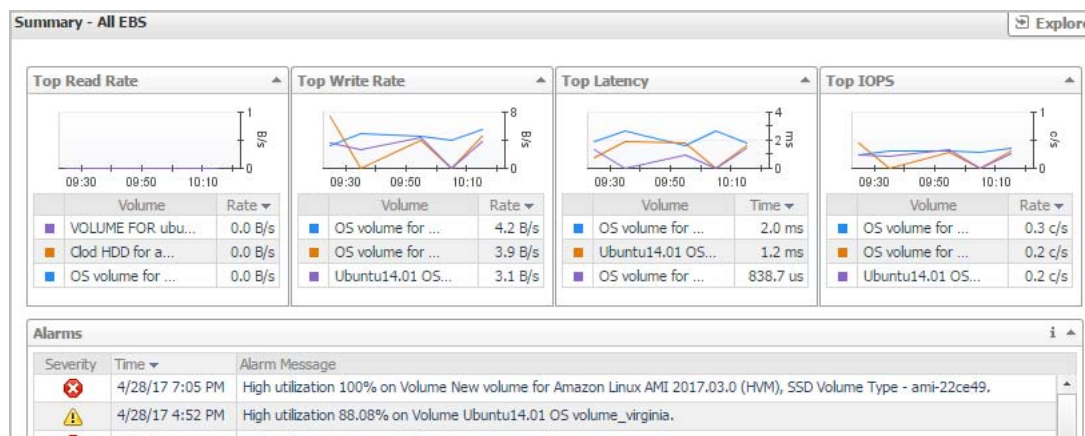 Summary - All EBS
Explore
Top Read Rate
1
B/s
0
09:30 09:50 10:10
Volume Rate
VOLUME FOR ubu... 0.0 B/s
Clod HDD for a... 0.0 B/s
OS volume for ... 0.0 B/s
Top Write Rate
8
B/s
0
09:30 09:50 10:10
Volume Rate
OS volume for ... 4.2 B/s
OS volume for ... 3.9 B/s
Ubuntu14.01 OS... 3.1 B/s
Top Latency
4
2
ms
0
09:30 09:50 10:10
Volume Time
OS volume for ... 2.0 ms
Ubuntu14.01 OS... 1.2 ms
OS volume for ... 838.7 us
Top IOPS
1
c/s
0
09:30 09:50 10:10
Volume Rate
OS volume for ... 0.3 c/s
OS volume for ... 0.2 c/s
Ubuntu14.01 OS... 0.2 c/s
Alarms
i
Severity Time Alarm Message
4/28/17 7:05 PM High utilization 100% on Volume New volume for Amazon Linux AMI 2017.03.0 (HVM), SSD Volume Type - ami-22ce49.
4/28/17 4:52 PM High utilization 88.08% on Volume Ubuntu14.01 OS volume_virginia.